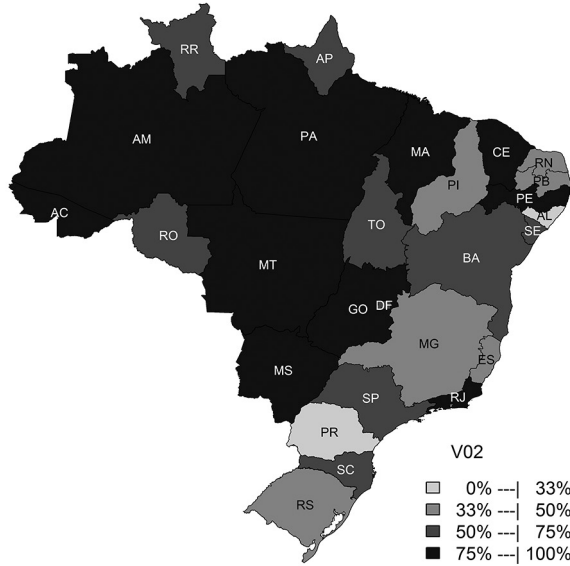 RR
AP
AM
PA
MA
CE
RN
PB
PI
PE
AL
SE
AC
RO
TO
BA
MT
GO
DF
MG
ES
MS
SP
RJ
PR
SC
RS
V02
0% ---| 33%
33% ---| 50%
50% ---| 75%
75% ---| 100%